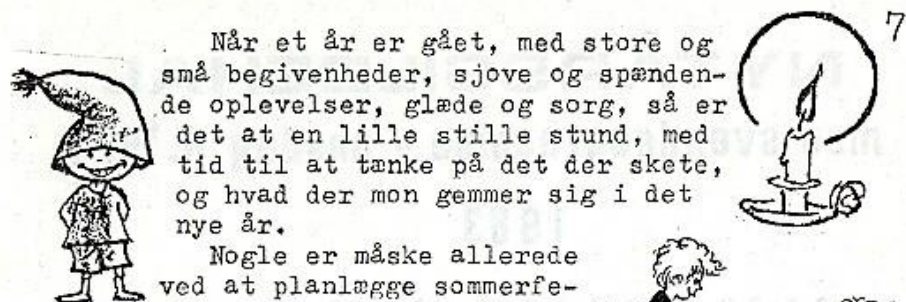 7
Når et år er gået, med store og
små begivenheder, sjove og spænden-
de oplevelser, glæde og sorg, så er
det at en lille stille stund, med
tid til at tænke på det der skete,
og hvad der mon gemmer sig i det
nye år.
Nogle er måske allerede
ved at planlægge sommerfe-